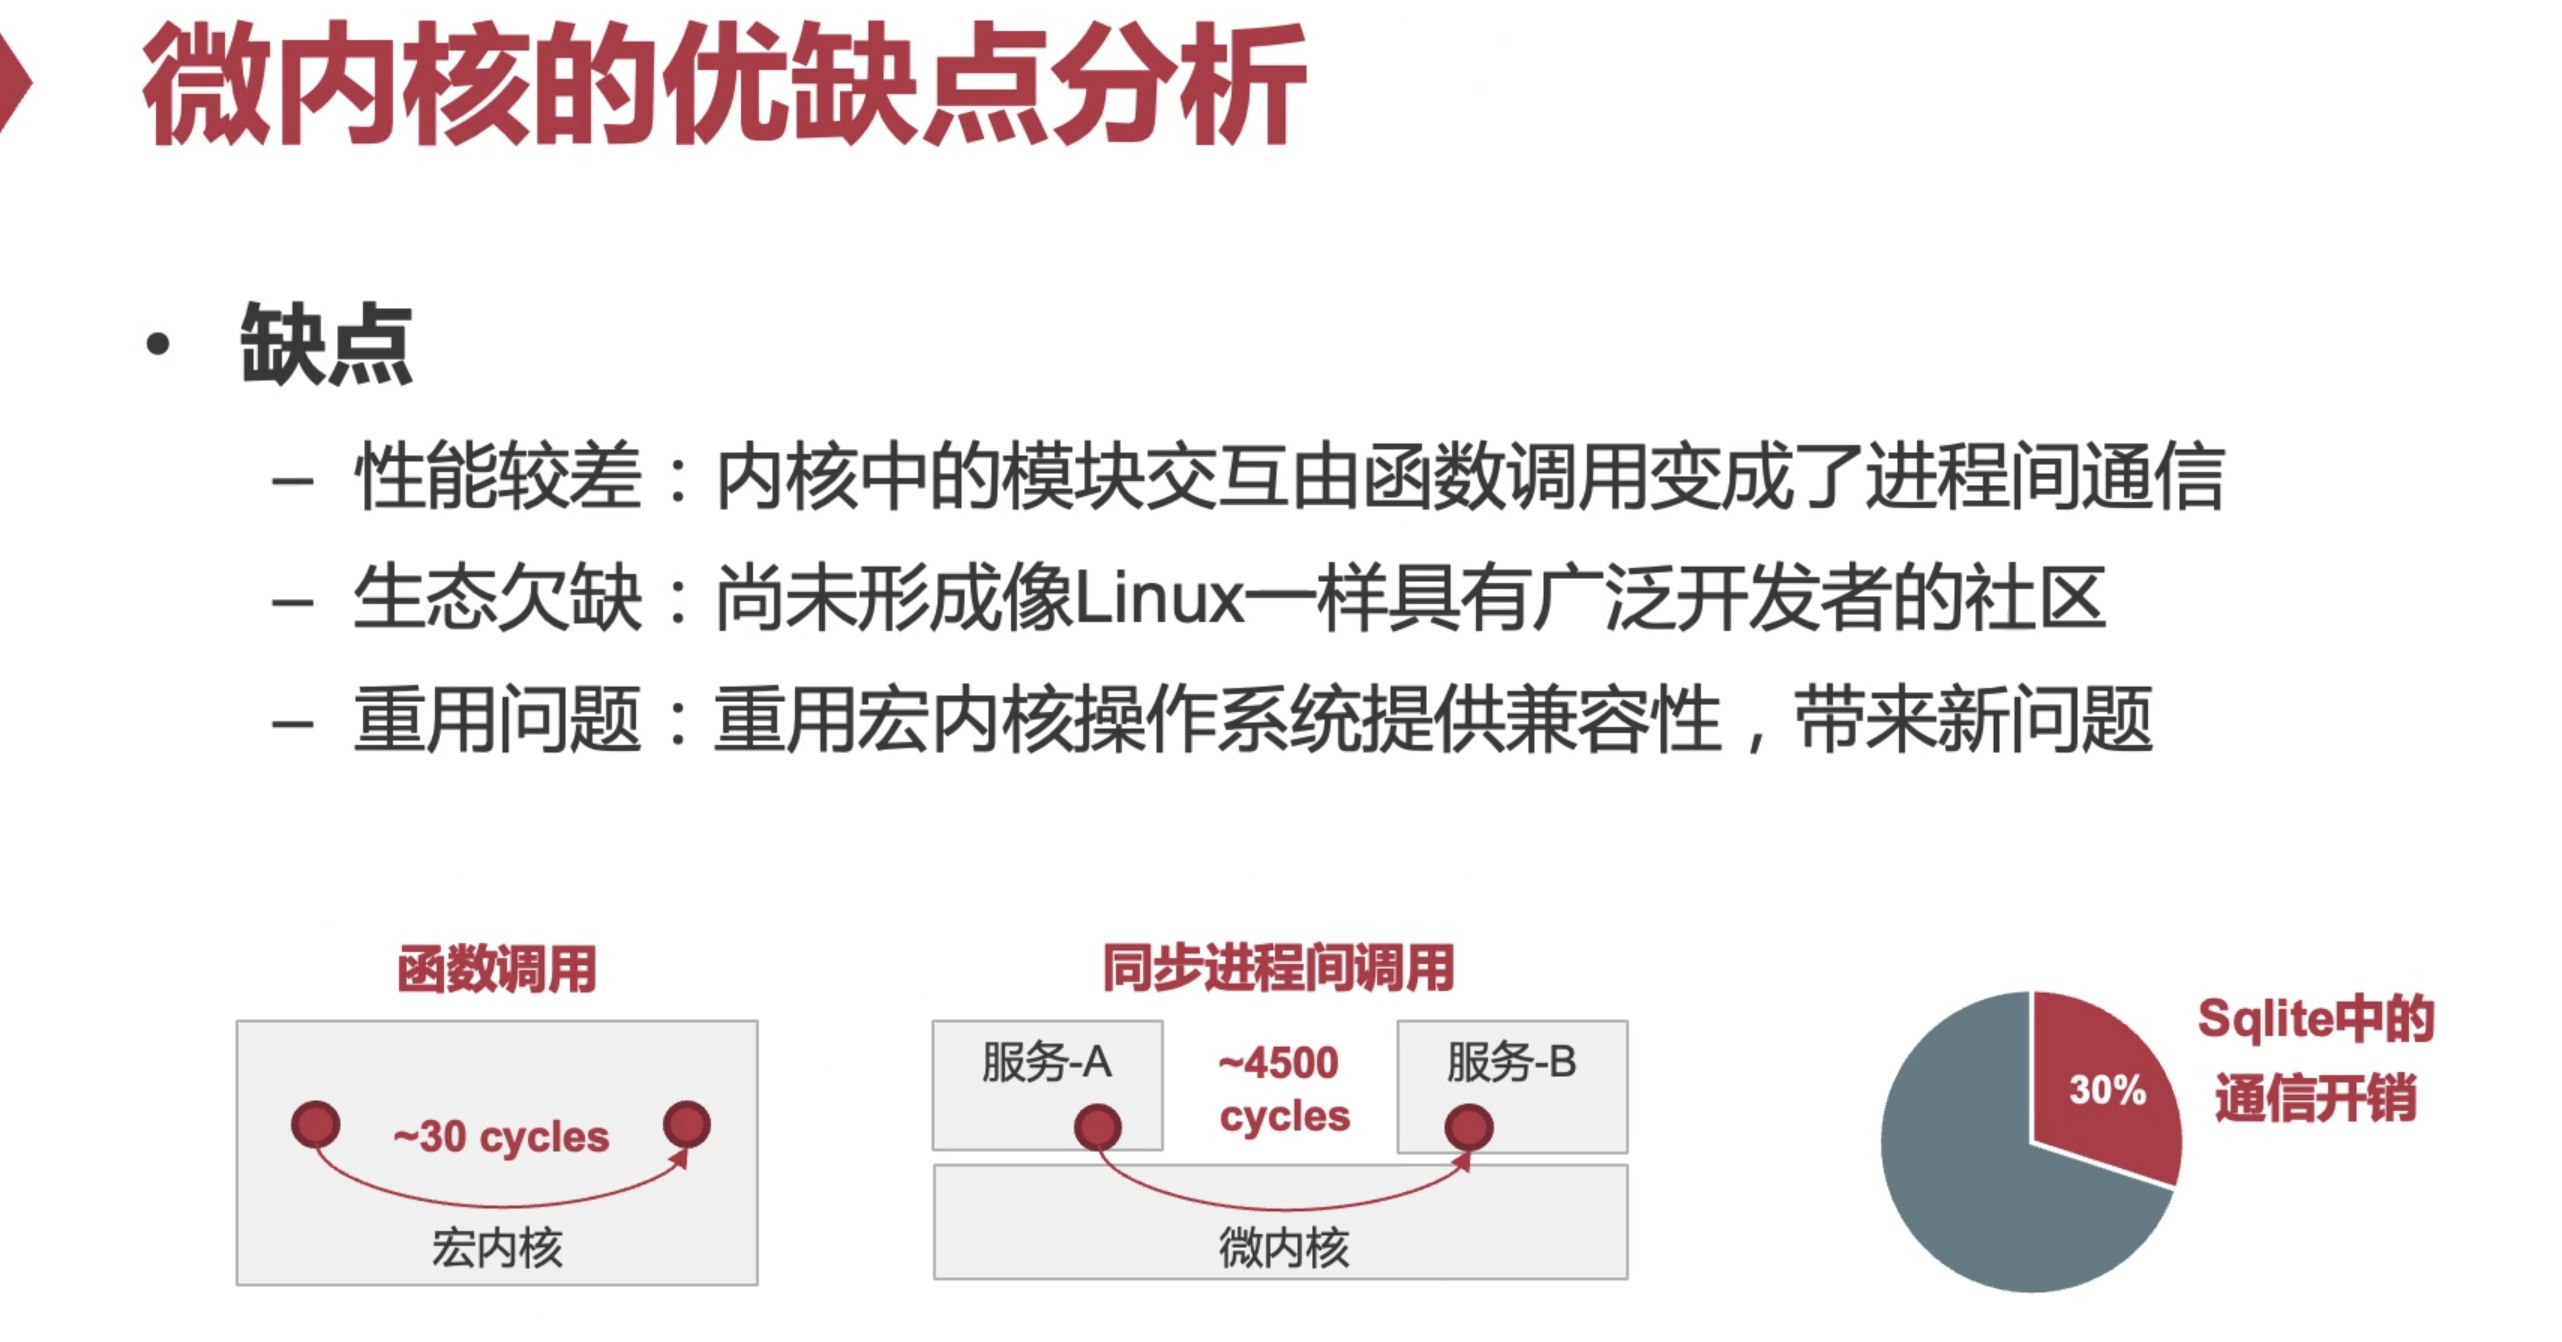 微内核的优缺点分析
• 缺点
– 性能较差：内核中的模块交互由函数调用变成了进程间通信
– 生态欠缺：尚未形成像Linux一样具有广泛开发者的社区
– 重用问题：重用宏内核操作系统提供兼容性，带来新问题
函数调用
~30 cycles
宏内核
同步进程间调用
服务-A
~4500
cycles
服务-B
微内核
30%
Sqlite中的
通信开销